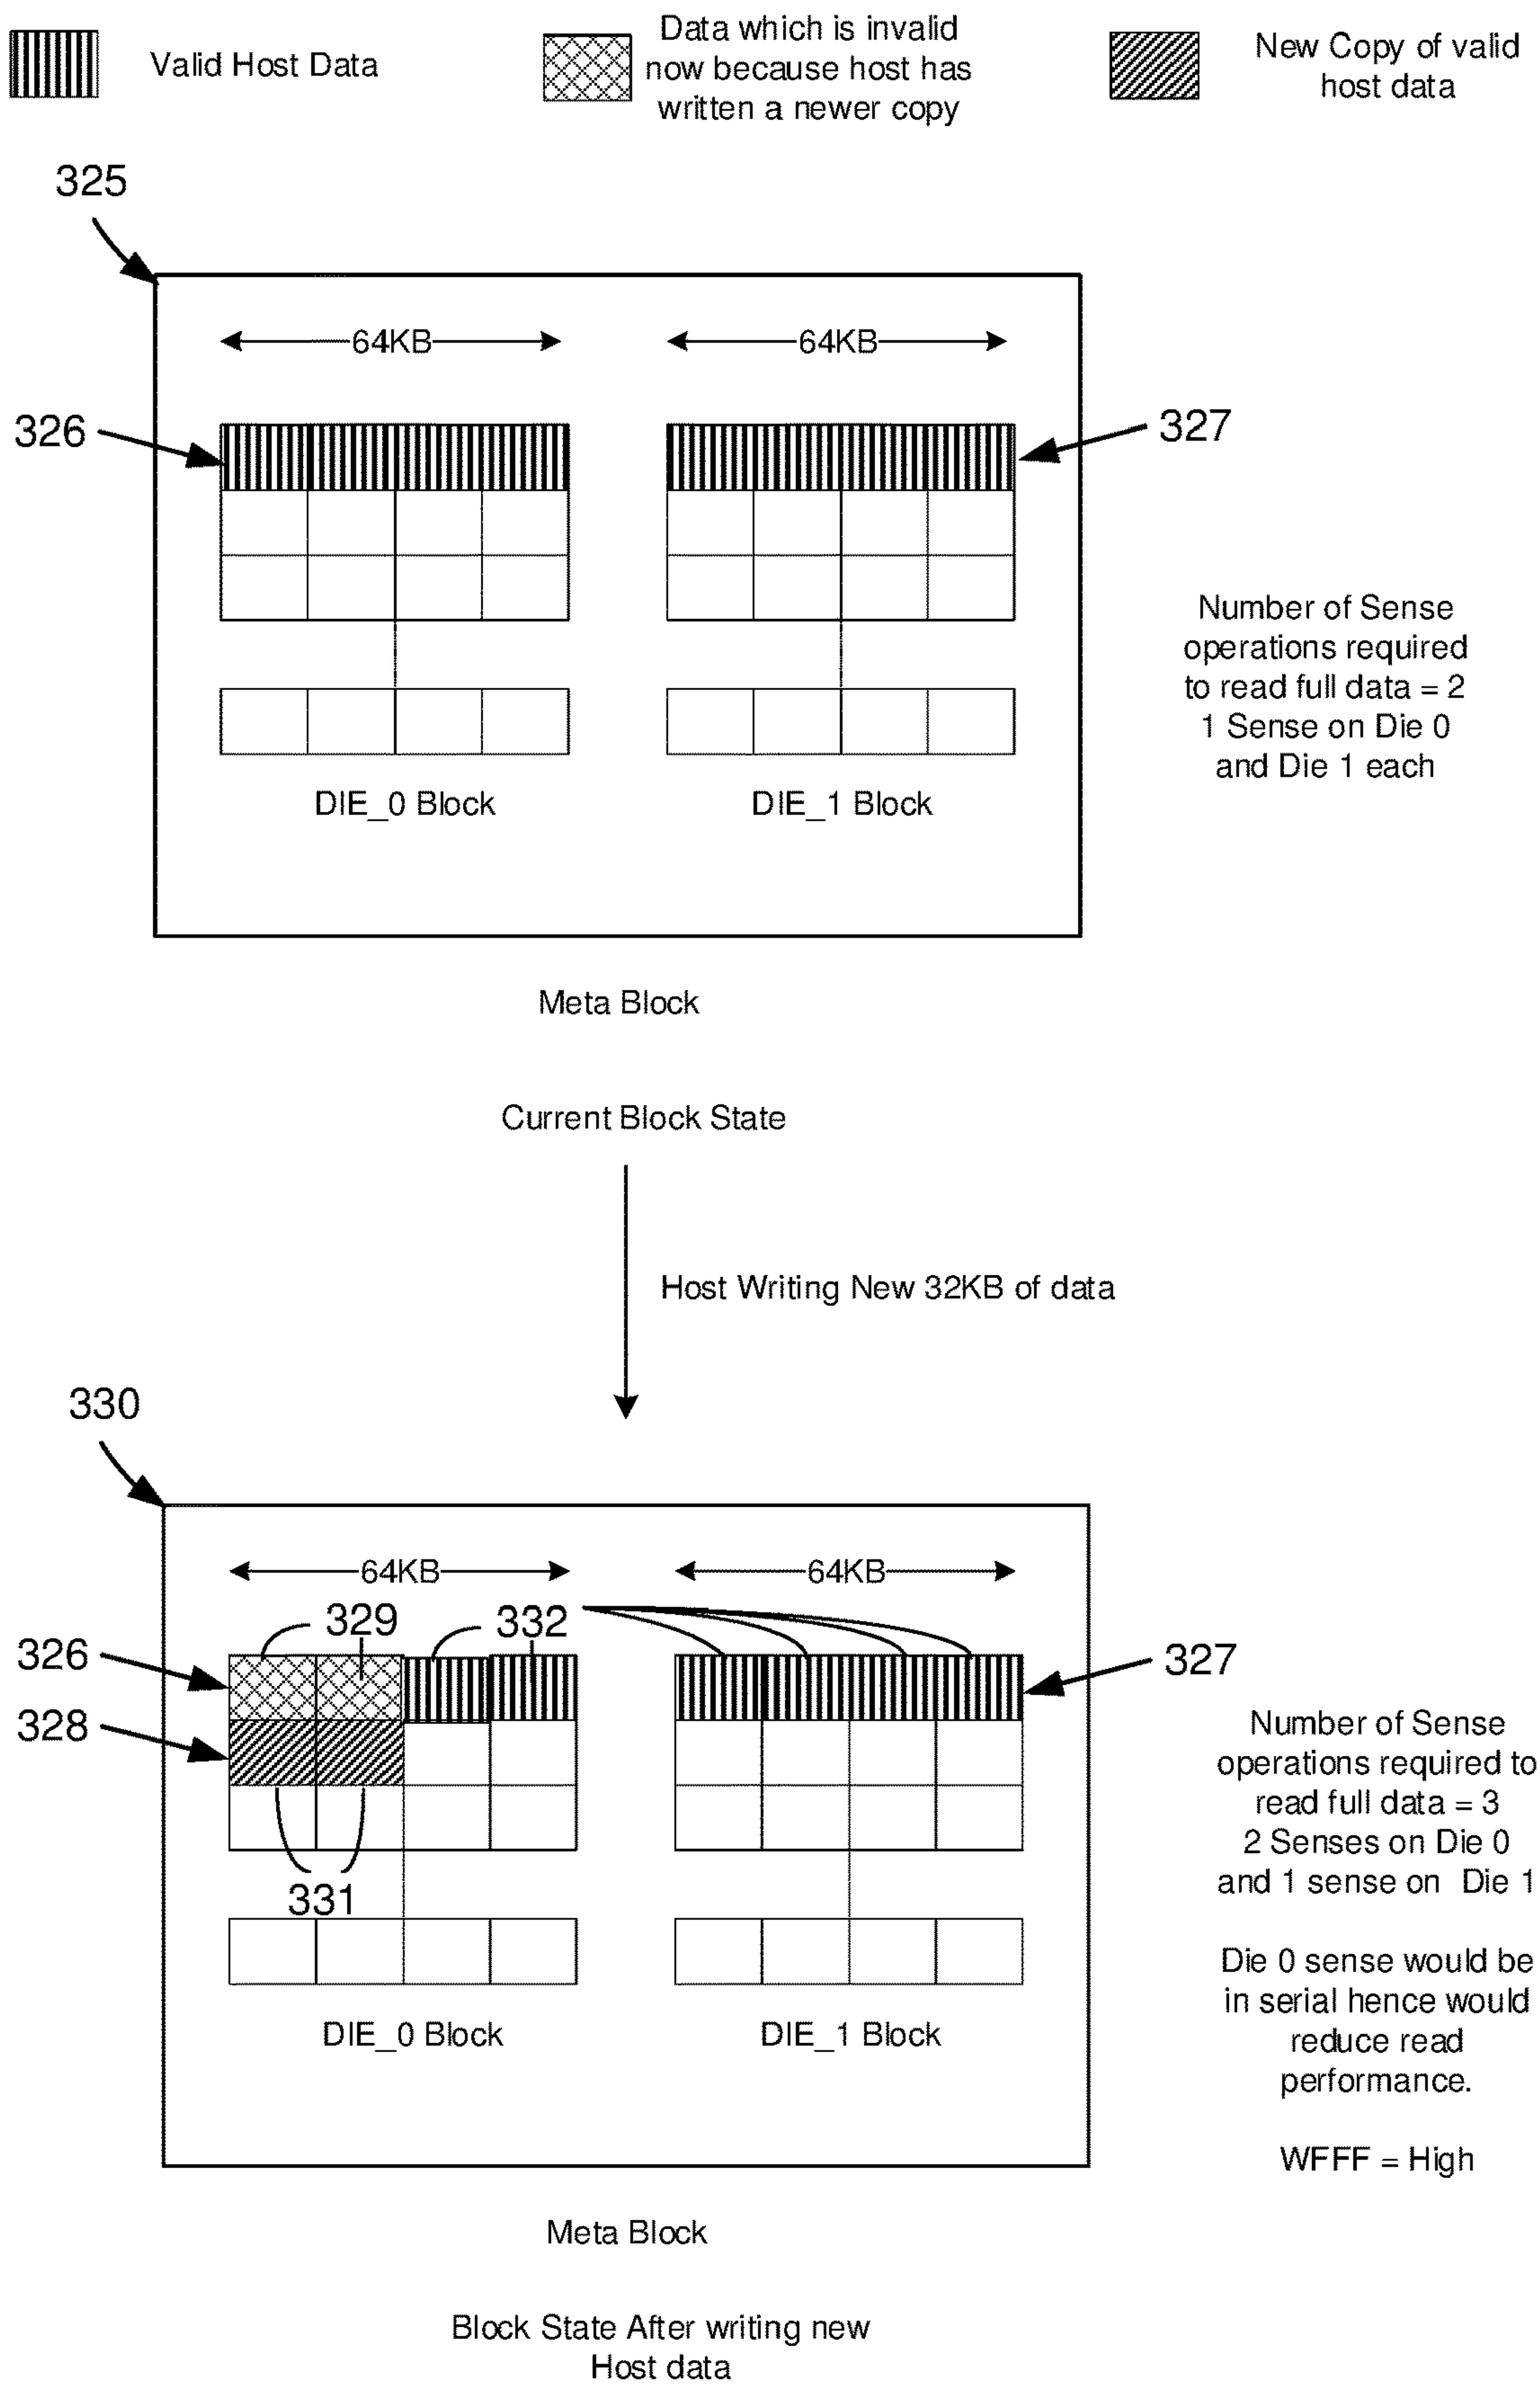 Valid Host Data
Data which is invalid
now because host has
written a newer copy
New Copy of valid
host data
325
64KB
64KB
326
327
Number of Sense
operations required
to read full data = 2
1 Sense on Die 0
and Die 1 each
DIE_0 Block
DIE_1 Block
Meta Block
Current Block State
Host Writing New 32KB of data
330
64KB
64KB
329
332
326
327
328
331
Number of Sense
operations required to
read full data = 3
2 Senses on Die 0
and 1 sense on Die 1
Die 0 sense would be
in serial hence would
reduce read
performance.
WFFF = High
DIE_0 Block
DIE_1 Block
Meta Block
Block State After writing new
Host data